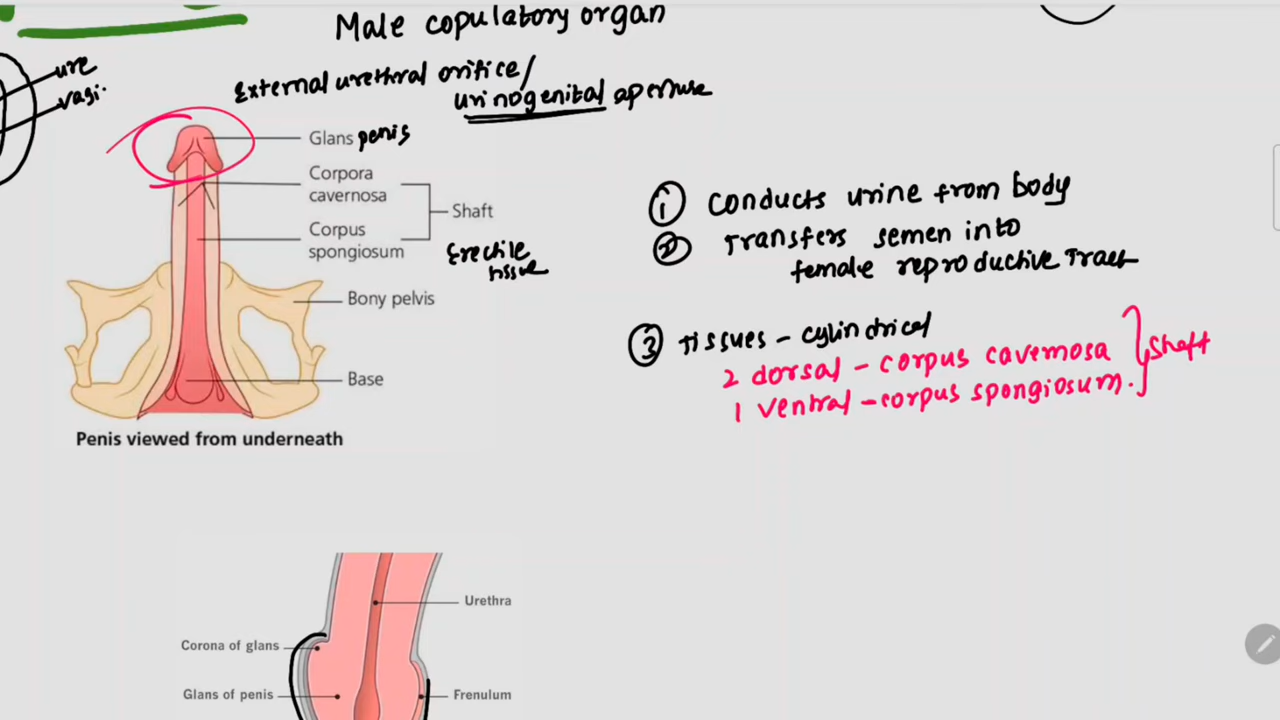 Male copulatory organ
ure
vagi.
External urethral orifice/
urinogenital aperture
Glans penis
Corpora
cavernosa
Shaft
Corpus
spongiosum
Erectile
tissue
Bony pelvis
Base
Penis viewed from underneath
① Conducts urine from body
② Transfers semen into
female reproductive Tract
③ Tissues - cylindrical
2 dorsal - corpus cavernosa
1 ventral - corpus spongiosum.
Shaft
Urethra
Corona of glans
Glans of penis
Frenulum